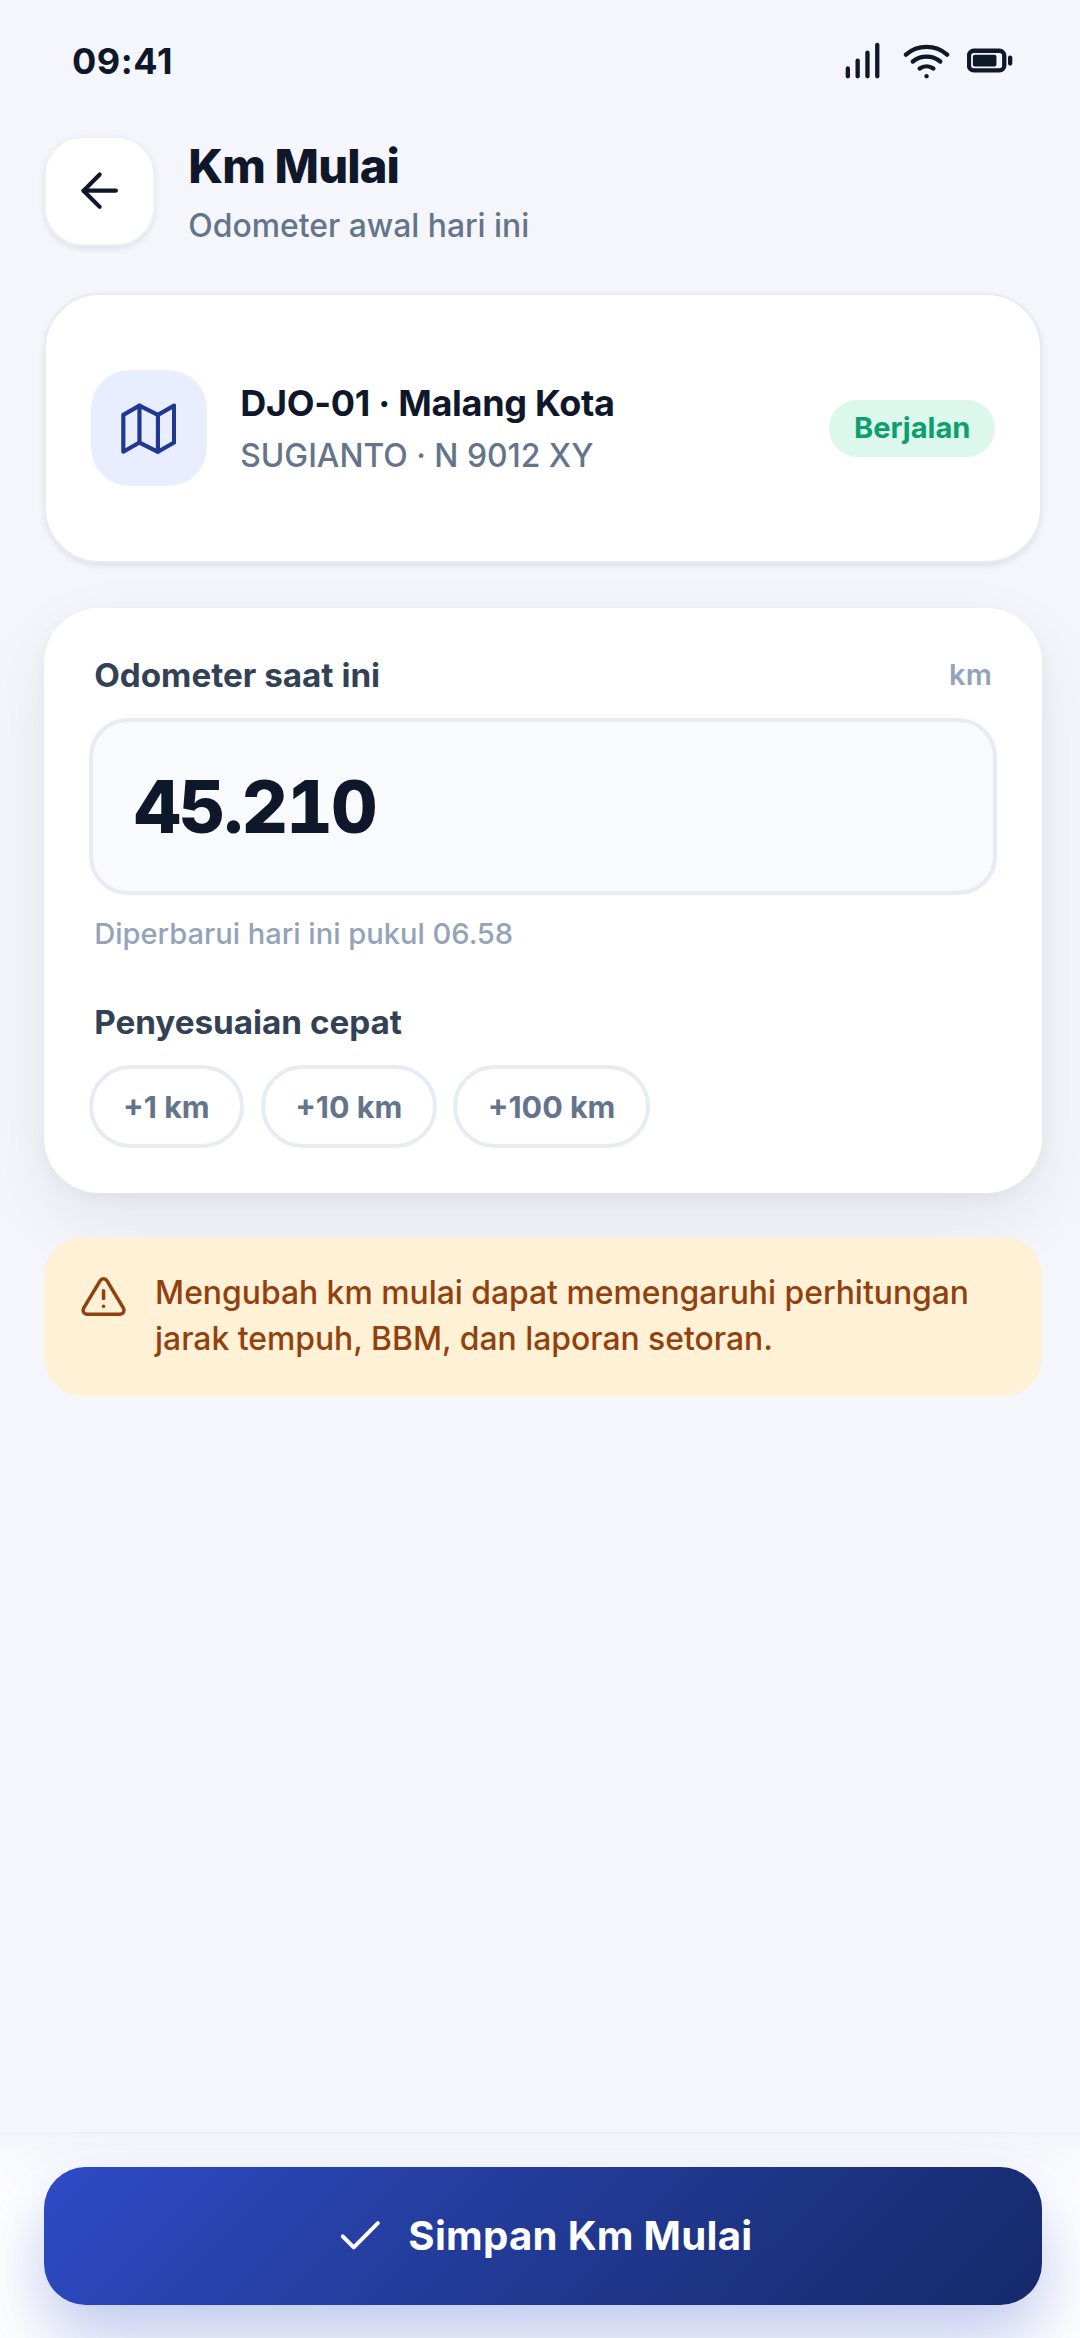 09:41
Km Mulai
Odometer awal hari ini
DJO-01 · Malang Kota
SUGIANTO · N 9012 XY
Berjalan
Odometer saat ini
km
45.210
Diperbarui hari ini pukul 06.58
Penyesuaian cepat
+1 km
+10 km
+100 km
Mengubah km mulai dapat memengaruhi perhitungan
jarak tempuh, BBM, dan laporan setoran.
Simpan Km Mulai